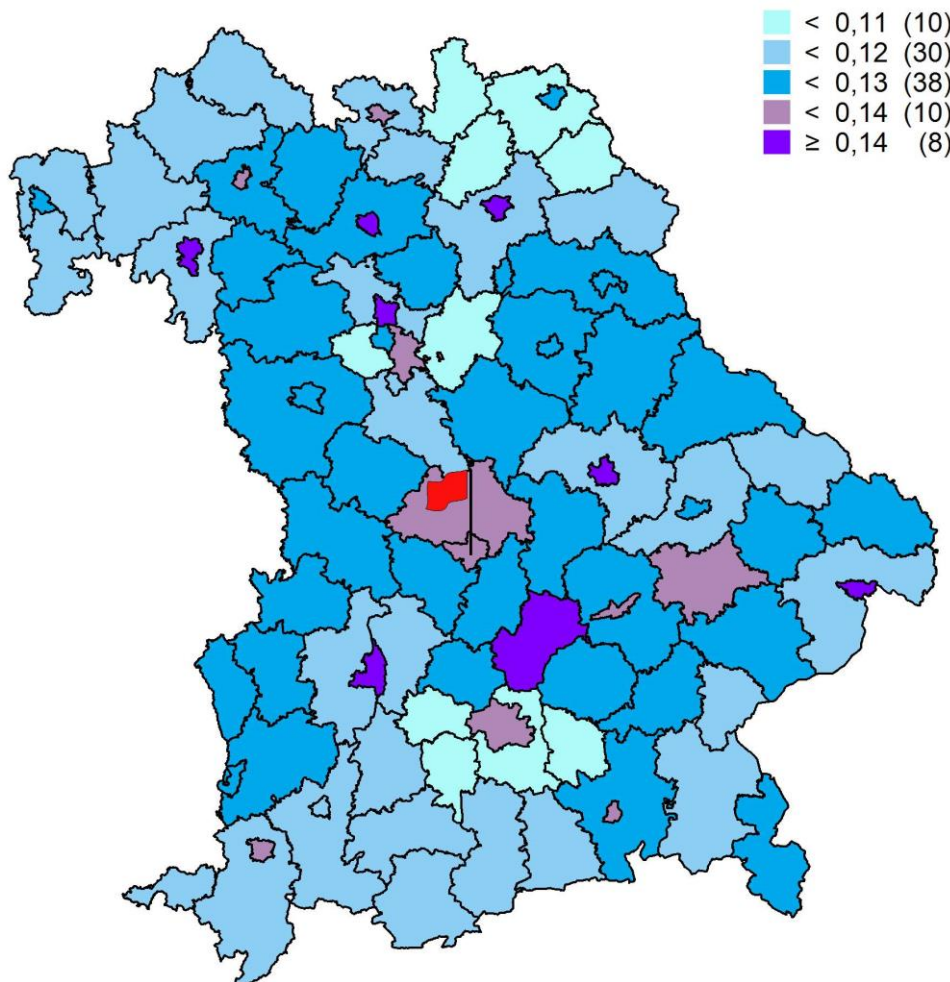 < 0,11 (10)
< 0,12 (30)
< 0,13 (38)
< 0,14 (10)
≥ 0,14 (8)